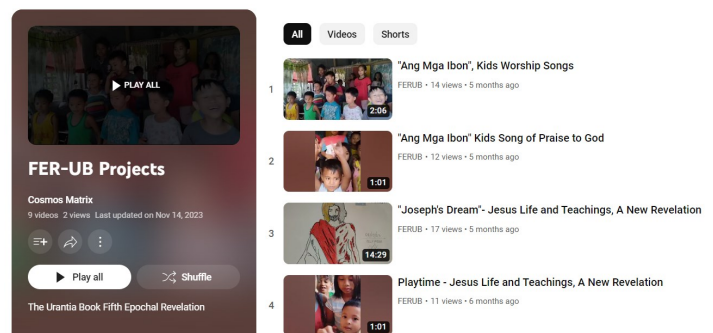 PLAY ALL
FER-UB Projects
Cosmos Matrix
9 videos 2 views Last updated on Nov 14, 2023
Play all
Shuffle
The Urantia Book Fifth Epochal Revelation
All
Videos
Shorts
1
2:06
"Ang Mga Ibon", Kids Worship Songs
FERUB • 14 views • 5 months ago
2
1:01
"Ang Mga Ibon" Kids Song of Praise to God
FERUB • 12 views • 5 months ago
3
14:29
"Joseph's Dream"- Jesus Life and Teachings, A New Revelation
FERUB • 17 views • 5 months ago
4
1:01
Playtime - Jesus Life and Teachings, A New Revelation
FERUB • 11 views • 6 months ago